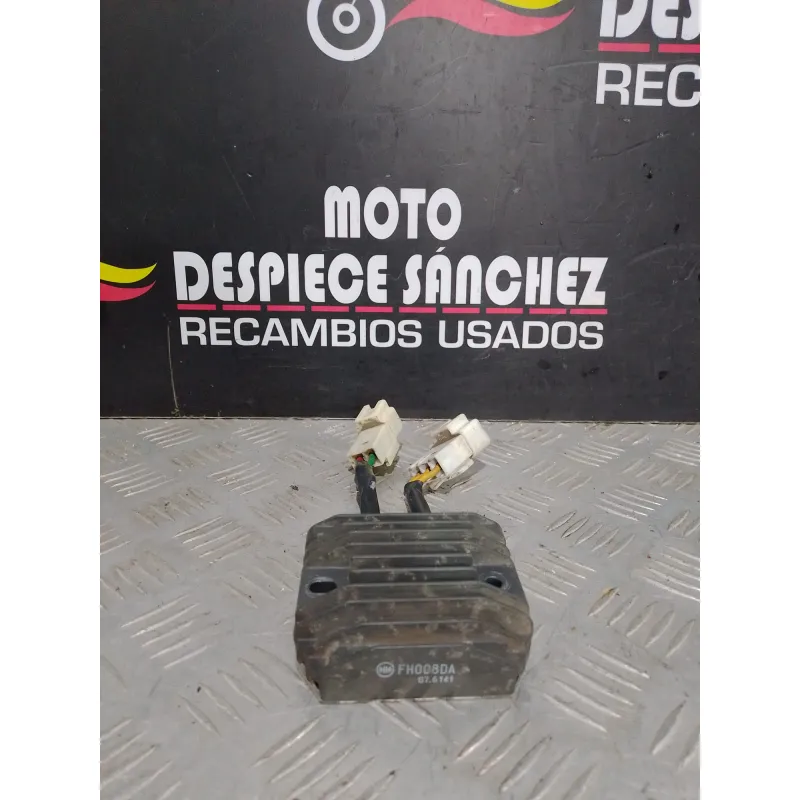 DES
REC
MOTO
DESPIECE SÁNCHEZ
RECAMBIOS USADOS
FH008DA